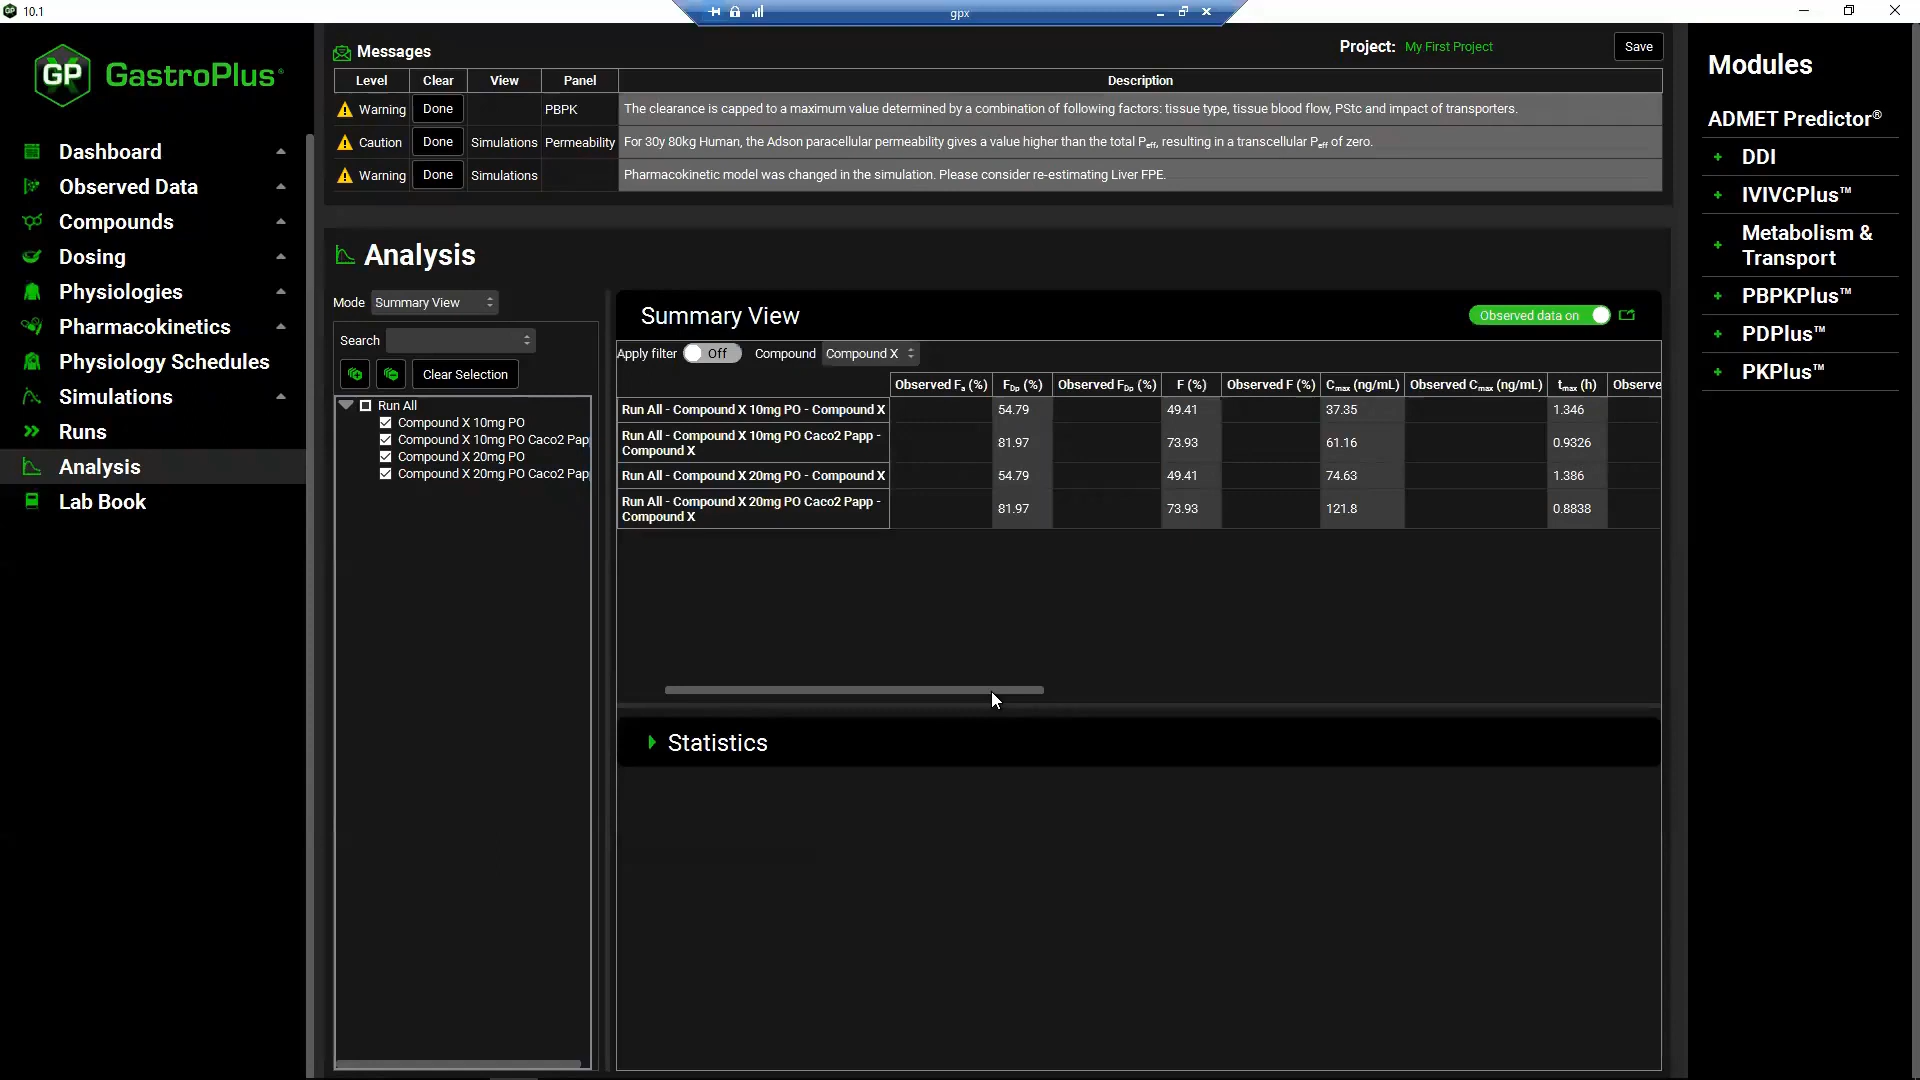 10.1
gpx
GP GastroPlus®
Dashboard
Observed Data
Compounds
Dosing
Physiologies
Pharmacokinetics
Physiology Schedules
Simulations
Runs
Analysis
Lab Book
Messages
Project: My First Project
Save
Level Clear View Panel Description
Warning Done PBPK The clearance is capped to a maximum value determined by a combination of following factors: tissue type, tissue blood flow, PStc and impact of transporters.
Caution Done Simulations Permeability For 30y 80kg Human, the Adson paracellular permeability gives a value higher than the total Peff, resulting in a transcellular Peff of zero.
Warning Done Simulations Pharmacokinetic model was changed in the simulation. Please consider re-estimating Liver FPE.
Analysis
Mode Summary View
Search
Clear Selection
Run All
Compound X 10mg PO
Compound X 10mg PO Caco2 Pap
Compound X 20mg PO
Compound X 20mg PO Caco2 Pap
Summary View
Observed data on
Apply filter Off Compound Compound X
Observed Fa (%) FDp (%) Observed FDp (%) F (%) Observed F (%) Cmax (ng/mL) Observed Cmax (ng/mL) tmax (h) Observe
Run All - Compound X 10mg PO - Compound X 54.79 49.41 37.35 1.346
Run All - Compound X 10mg PO Caco2 Papp -
Compound X 81.97 73.93 61.16 0.9326
Run All - Compound X 20mg PO - Compound X 54.79 49.41 74.63 1.386
Run All - Compound X 20mg PO Caco2 Papp -
Compound X 81.97 73.93 121.8 0.8838
Statistics
Modules
ADMET Predictor®
+ DDI
+ IVIVCPlus™
+ Metabolism &
Transport
+ PBPKPlus™
+ PDPlus™
+ PKPlus™